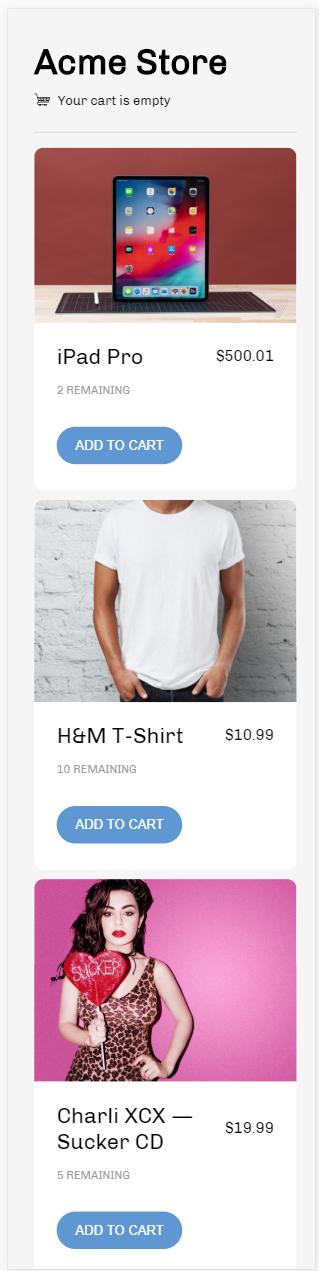 Acme Store
Your cart is empty
iPad Pro
$500.01
2 REMAINING
ADD TO CART
H&M T-Shirt
$10.99
10 REMAINING
ADD TO CART
SUCKER
Charli XCX —
Sucker CD
$19.99
5 REMAINING
ADD TO CART